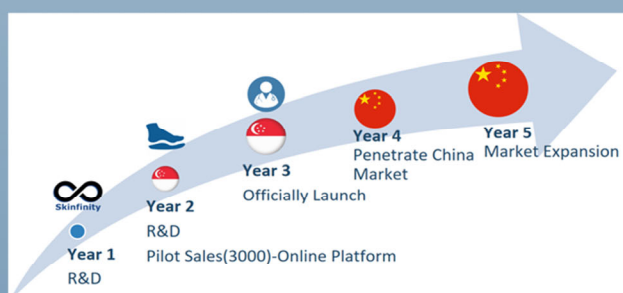 Skinfinity
Year 1
R&D
Year 2
R&D
Pilot Sales(3000)-Online Platform
Year 3
Officially Launch
Year 4
Penetrate China
Market
Year 5
Market Expansion